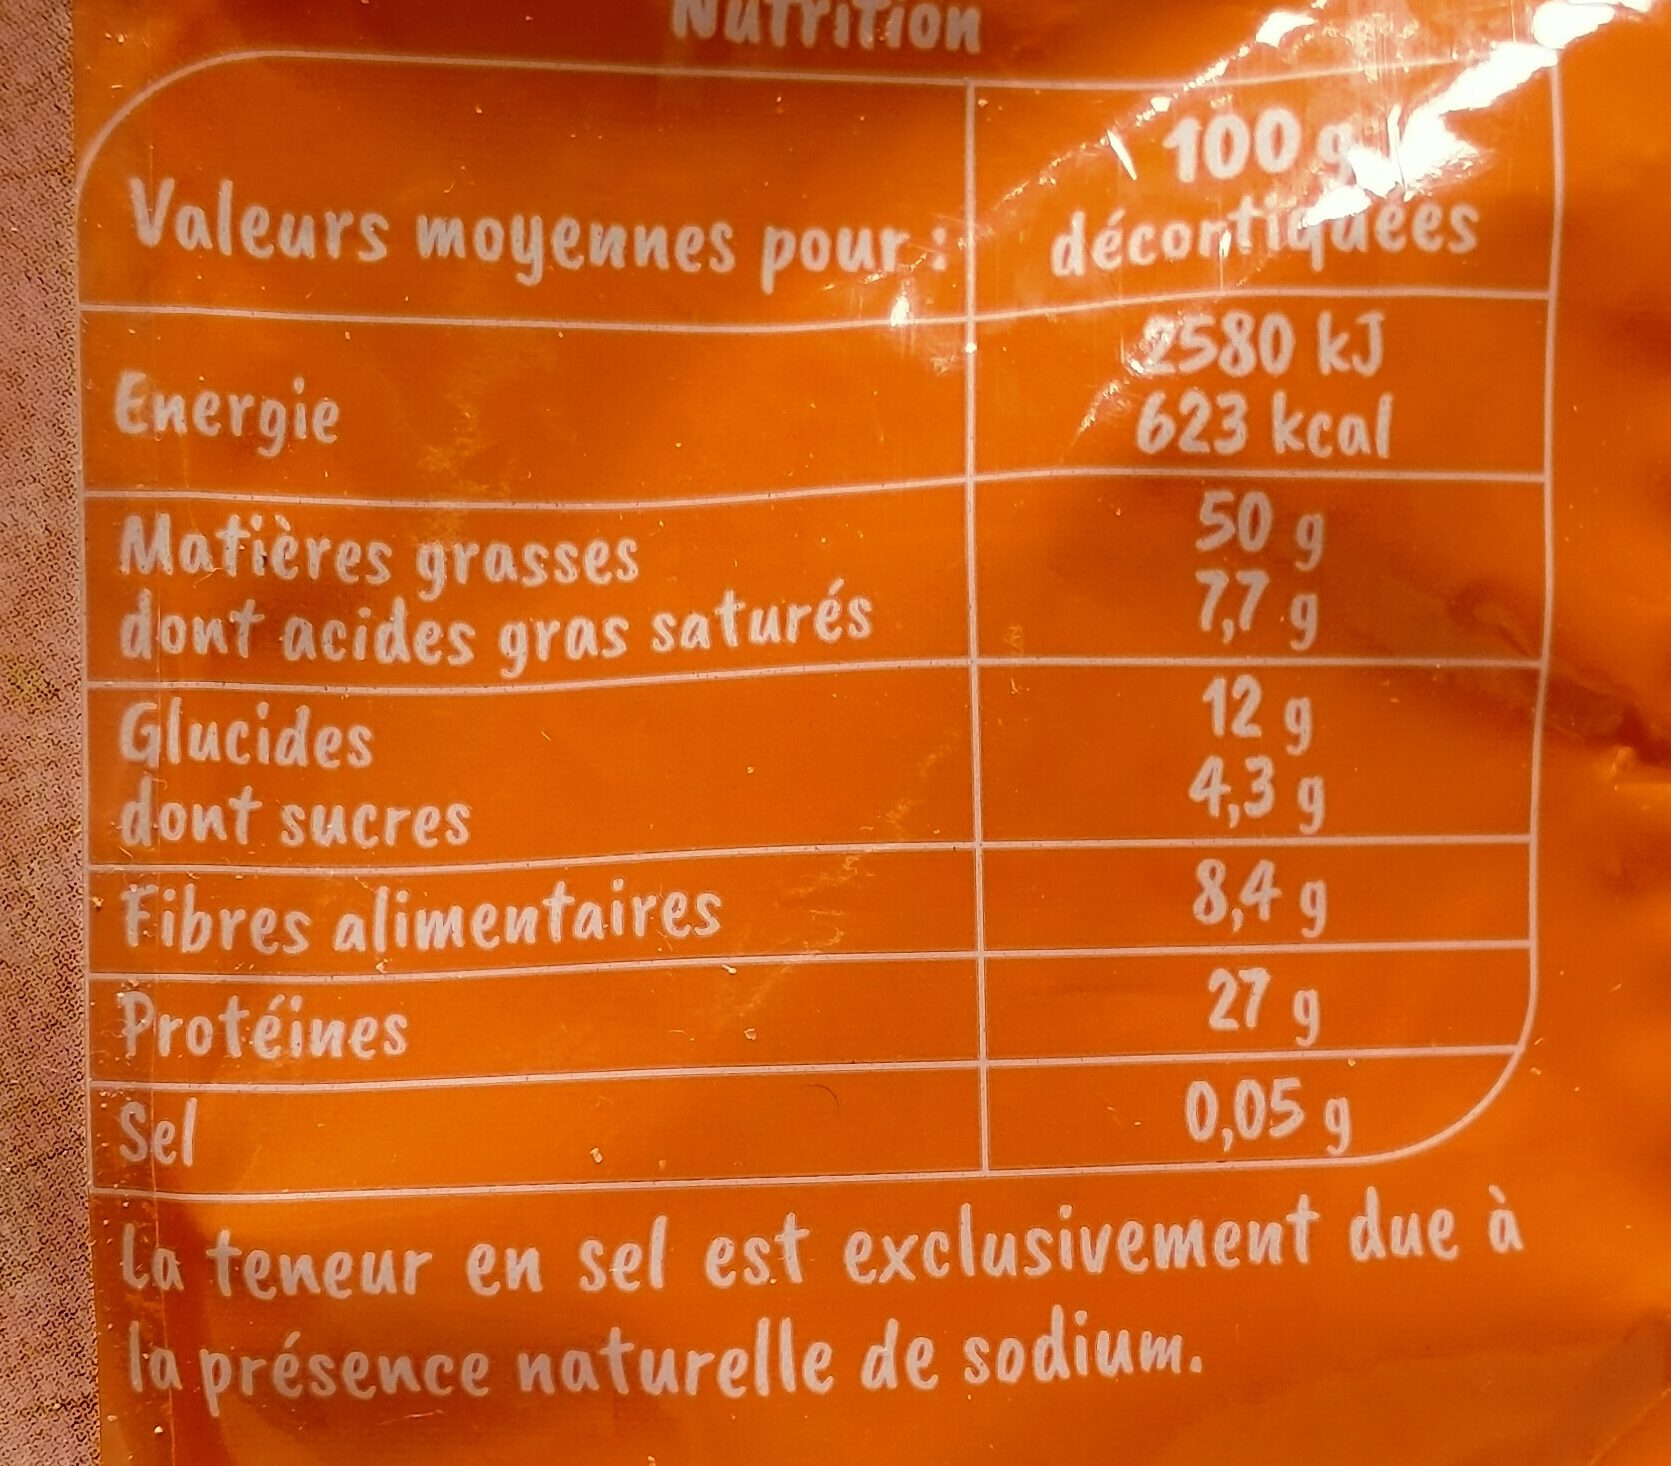 Nutrition
Valeurs moyennes pour :
100 g
décortiquées
Energie
2580 kJ
623 kcal
Matières grasses
50 g
dont acides gras saturés
7,7 g
Glucides
12 g
dont sucres
4,3 g
Fibres alimentaires
8,4 g
Protéines
27 g
Sel
0,05 g
La teneur en sel est exclusivement due à
la présence naturelle de sodium.